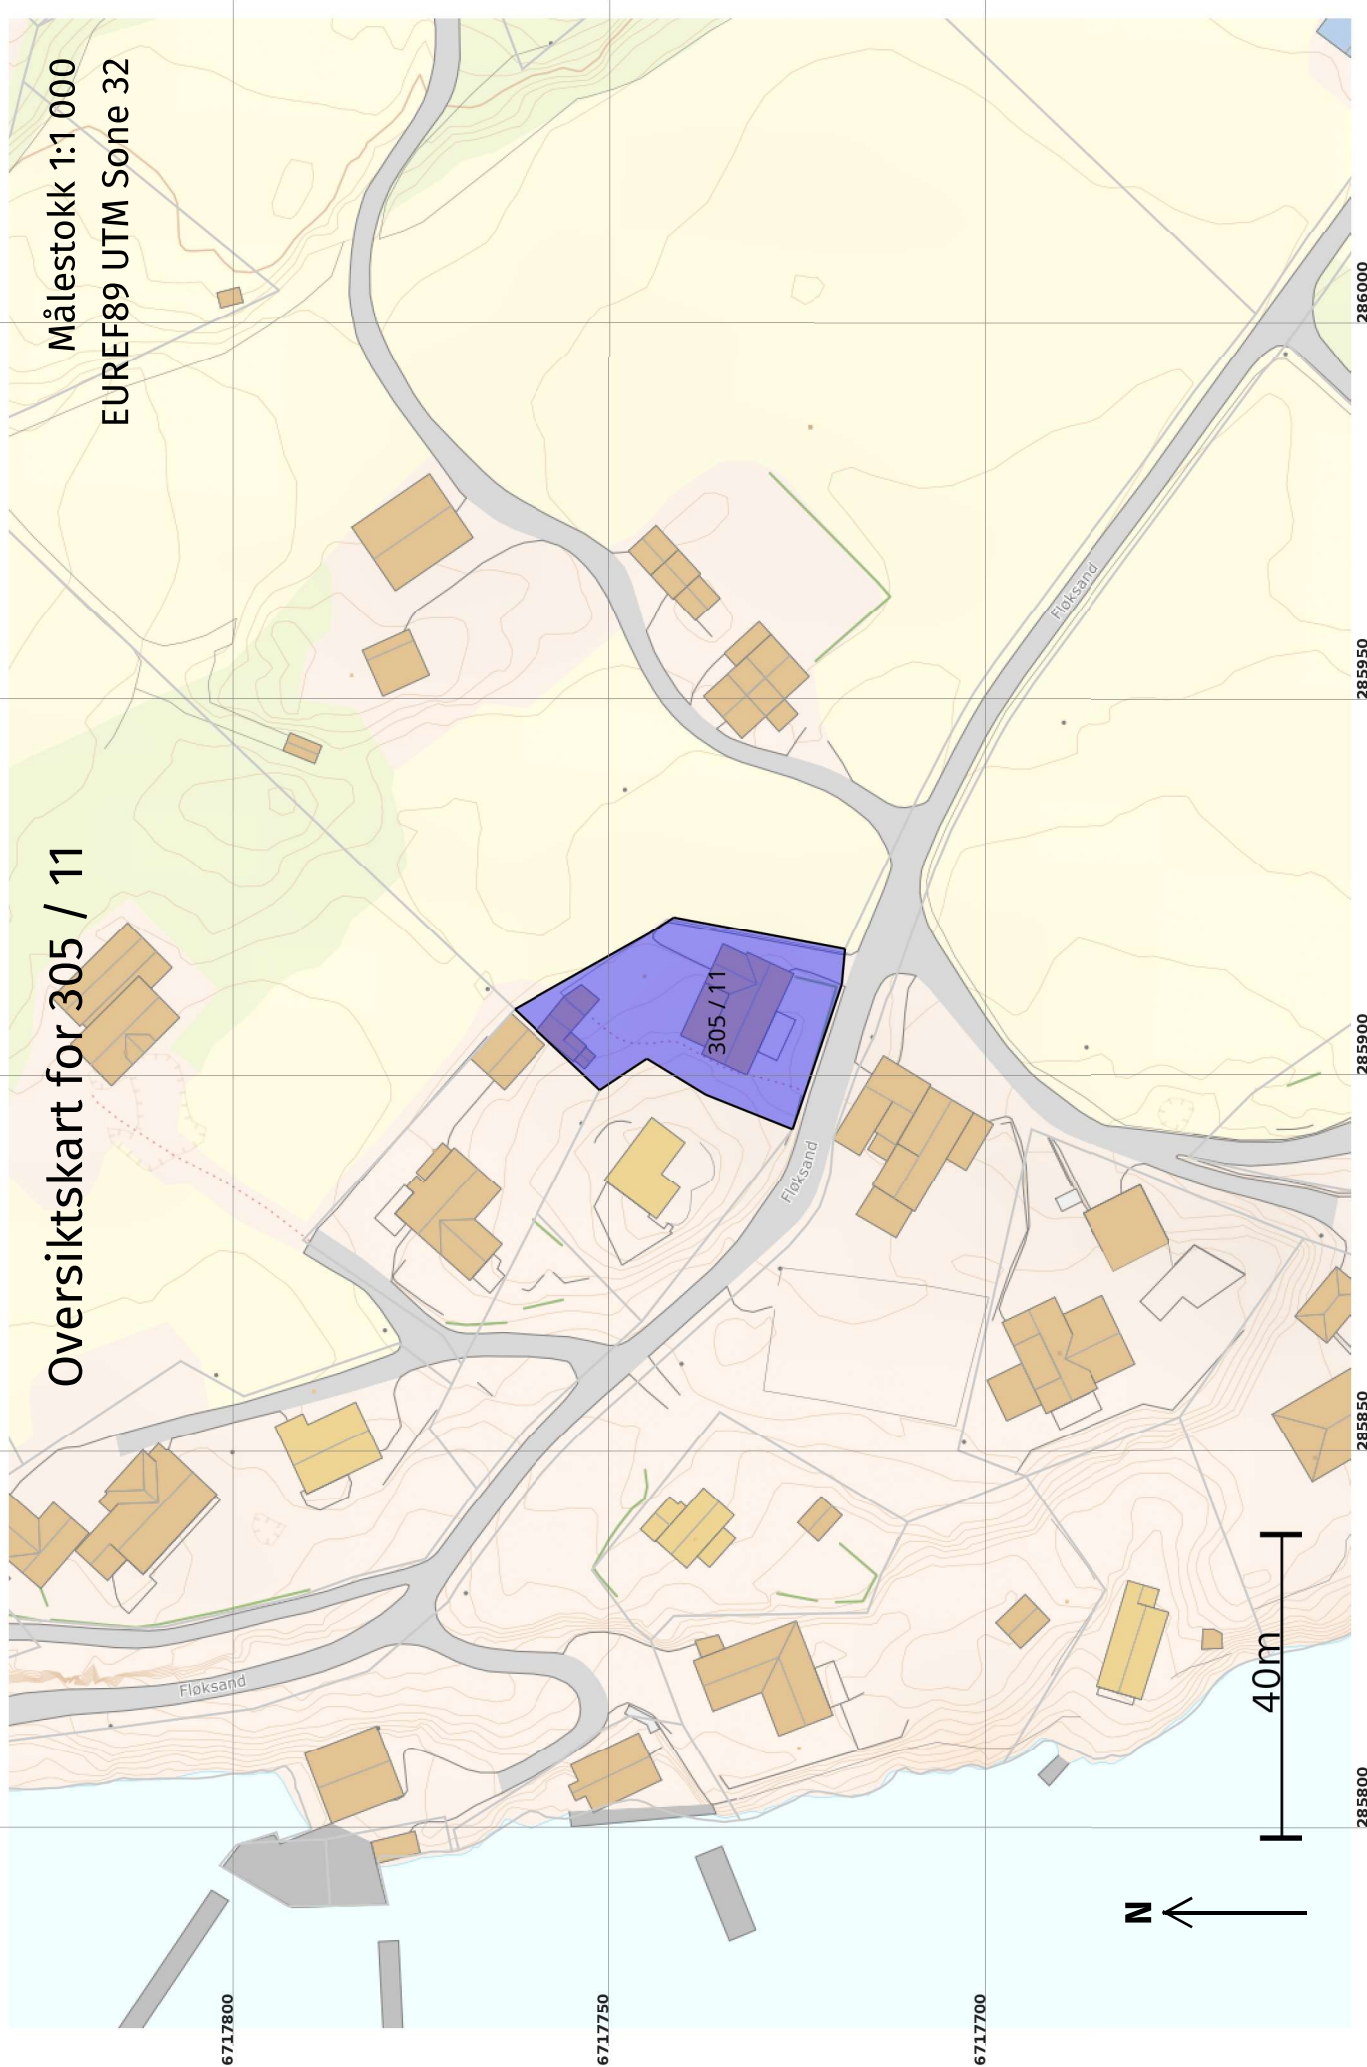 Oversiktskart for 305 / 11
Målestokk 1:1 000
EUREF89 UTM Sone 32
286000
285950
285900
285850
285800
Fløksand
305 / 11
Fløksand
Fløksand
40m
N
6717800
6717750
6717700